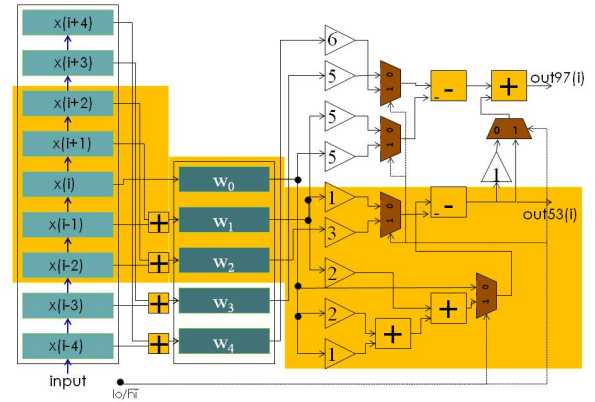 x(i+4)
x(i+3)
x(i+2)
x(i+1)
x(i)
x(i-1)
x(i-2)
x(i-3)
x(i-4)
input
+
+
+
+
w0
w1
w2
w3
w4
lo/hi
6
5
5
5
1
3
2
2
1
1 0
1 0
1 0
1 0
0 1
1
-
-
-
-
+
+
+
out97(i)
out53(i)